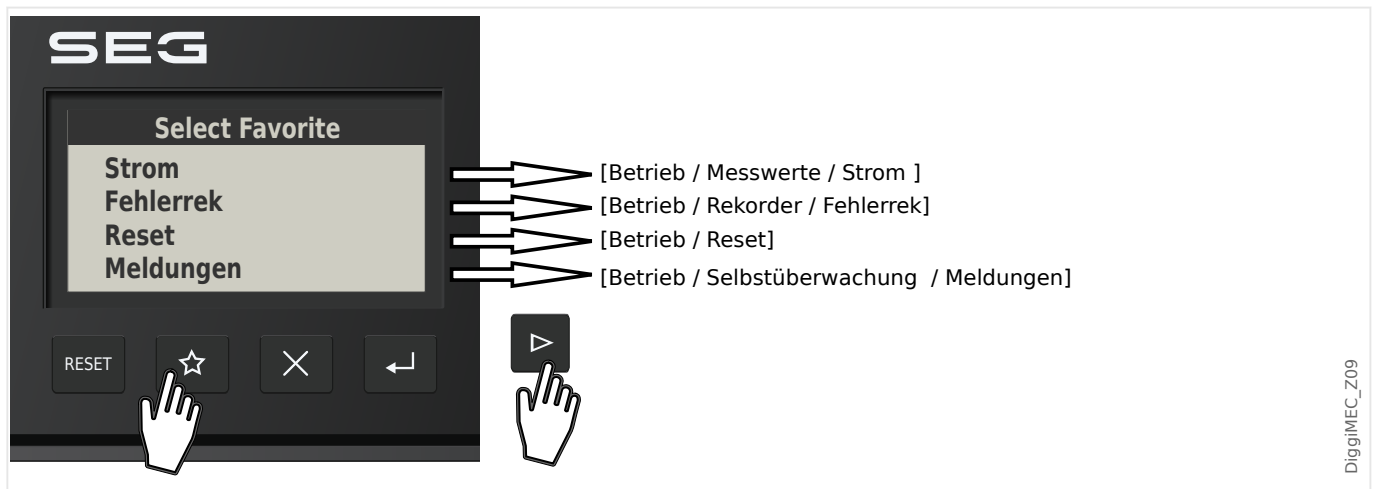 SEG
Select Favorite
Strom
Fehlerrek
Reset
Meldungen
[Betrieb / Messwerte / Strom ]
[Betrieb / Rekorder / Fehlerrek]
[Betrieb / Reset]
[Betrieb / Selbstüberwachung  / Meldungen]
RESET
DiggiMEC_Z09